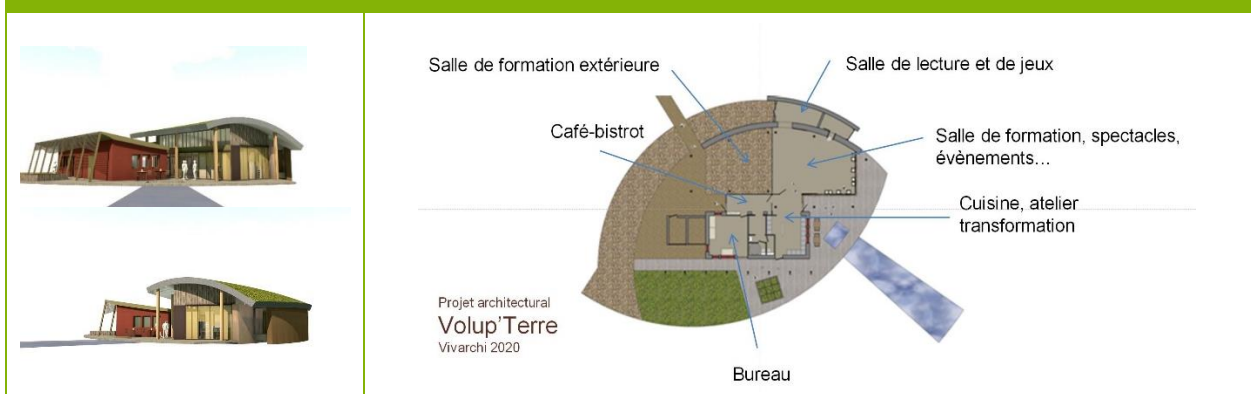 Salle de formation extérieure
Salle de lecture et de jeux
Café-bistrot
Salle de formation, spectacles,
évènements…
Cuisine, atelier
transformation
Projet architectural
Volup'Terre
Vivarchi 2020
Bureau